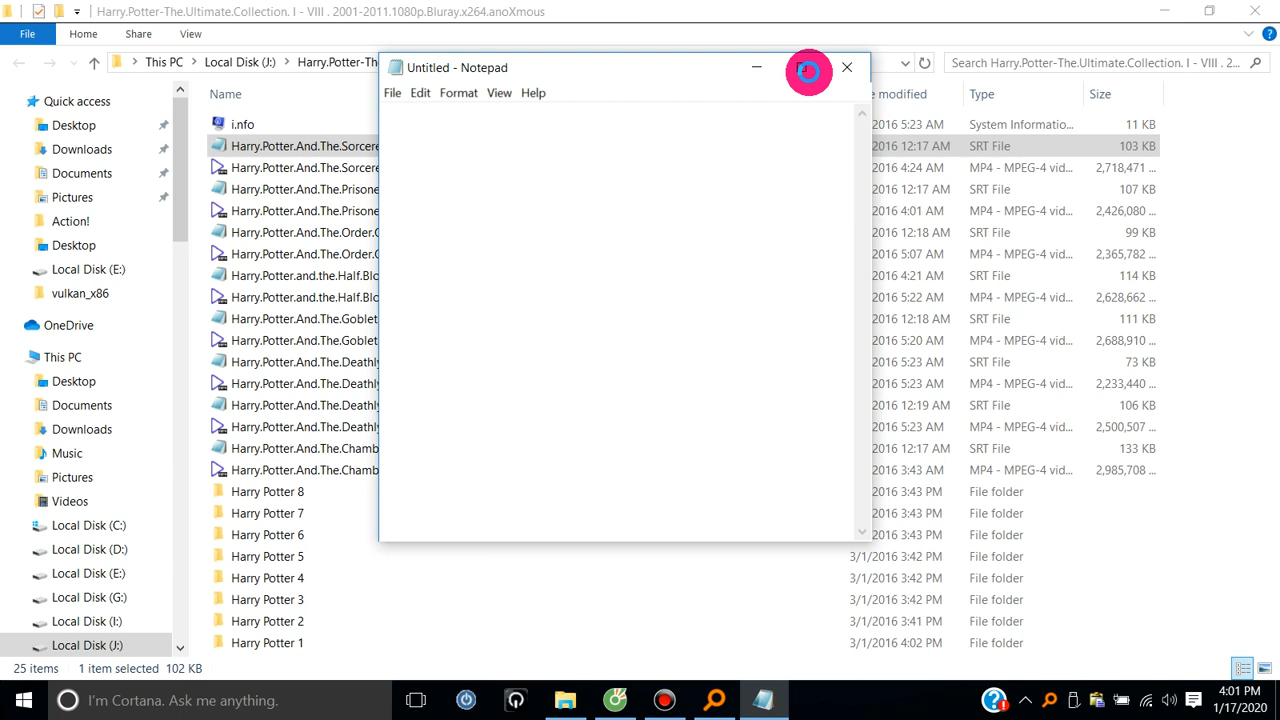 Harry.Potter-The.Ultimate.Collection. I - VIII . 2001-2011.1080p.Bluray.x264.anoXmous
File Home Share View
This PC Local Disk (J:) Harry.Potter-The Search Harry.Potter-The.Ultimate.Collection. I - VIII . 2...
Untitled - Notepad
File Edit Format View Help
Quick access
Desktop
Downloads
Documents
Pictures
Action!
Desktop
Local Disk (E:)
vulkan_x86
OneDrive
This PC
Desktop
Documents
Downloads
Music
Pictures
Videos
Local Disk (C:)
Local Disk (D:)
Local Disk (E:)
Local Disk (G:)
Local Disk (I:)
Local Disk (J:)
Name e modified Type Size
i.nfo 2016 5:23 AM System Informatio... 11 KB
Harry.Potter.And.The.Sorcere 2016 12:17 AM SRT File 103 KB
Harry.Potter.And.The.Sorcere 2016 4:24 AM MP4 - MPEG-4 vid... 2,718,471 ...
Harry.Potter.And.The.Prisone 2016 12:17 AM SRT File 107 KB
Harry.Potter.And.The.Prisone 2016 4:01 AM MP4 - MPEG-4 vid... 2,426,080 ...
Harry.Potter.And.The.Order.O 2016 12:18 AM SRT File 99 KB
Harry.Potter.And.The.Order.O 2016 5:07 AM MP4 - MPEG-4 vid... 2,365,782 ...
Harry.Potter.and.the.Half.Blo 2016 4:21 AM SRT File 114 KB
Harry.Potter.and.the.Half.Blo 2016 5:22 AM MP4 - MPEG-4 vid... 2,628,662 ...
Harry.Potter.And.The.Goblet 2016 12:18 AM SRT File 111 KB
Harry.Potter.And.The.Goblet 2016 5:20 AM MP4 - MPEG-4 vid... 2,688,910 ...
Harry.Potter.And.The.Deathly 2016 5:23 AM SRT File 73 KB
Harry.Potter.And.The.Deathly 2016 5:23 AM MP4 - MPEG-4 vid... 2,233,440 ...
Harry.Potter.And.The.Deathly 2016 12:19 AM SRT File 106 KB
Harry.Potter.And.The.Deathly 2016 5:23 AM MP4 - MPEG-4 vid... 2,500,507 ...
Harry.Potter.And.The.Chamb 2016 12:17 AM SRT File 133 KB
Harry.Potter.And.The.Chamb 2016 3:43 AM MP4 - MPEG-4 vid... 2,985,708 ...
Harry Potter 8 2016 3:43 PM File folder
Harry Potter 7 2016 3:43 PM File folder
Harry Potter 6 2016 3:43 PM File folder
Harry Potter 5 3/1/2016 3:42 PM File folder
Harry Potter 4 3/1/2016 3:42 PM File folder
Harry Potter 3 3/1/2016 3:42 PM File folder
Harry Potter 2 3/1/2016 3:41 PM File folder
Harry Potter 1 3/1/2016 4:02 PM File folder
25 items 1 item selected 102 KB
I'm Cortana. Ask me anything.
4:01 PM
1/17/2020